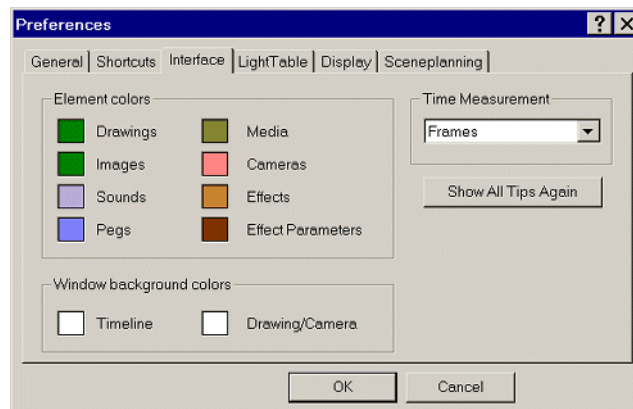 Preferences
General Shortcuts Interface LightTable Display Sceneplanning
Element colors
Drawings Media
Images Cameras
Sounds Effects
Pegs Effect Parameters
Time Measurement
Frames
Show All Tips Again
Window background colors
Timeline Drawing/Camera
OK Cancel